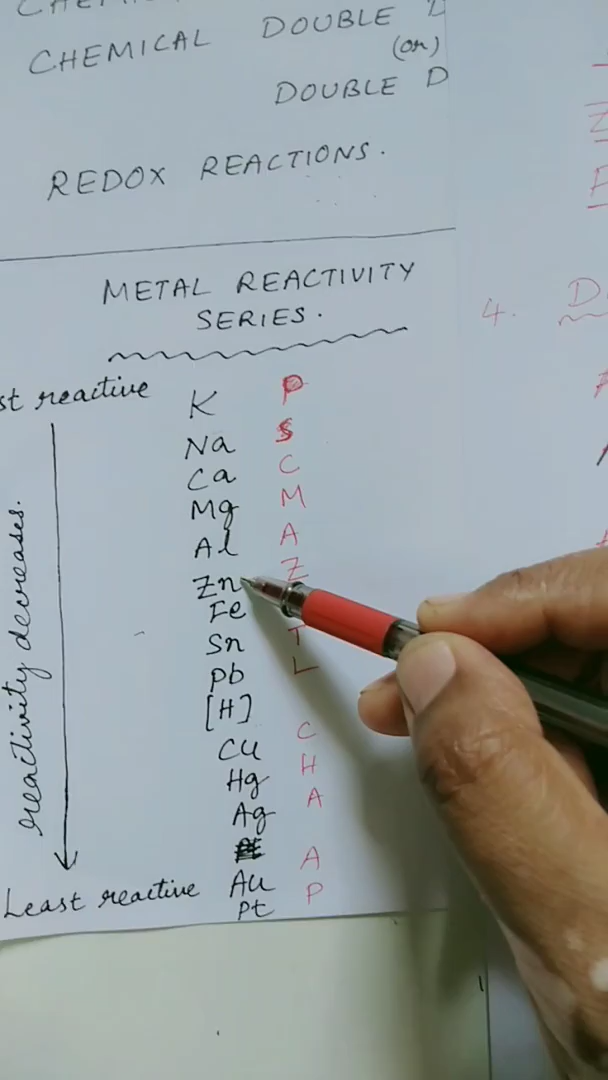 CHEMICAL DOUBLE
(or)
DOUBLE D
REDOX REACTIONS.
METAL REACTIVITY
SERIES.
reactive
K P
Na S
Ca C
Mg M
Al A
Zn Z
Fe
Sn T
Pb L
[H]
Cu C
Hg H
Ag A
Au A
Pt P
reactivity decreases.
Least reactive
4. D